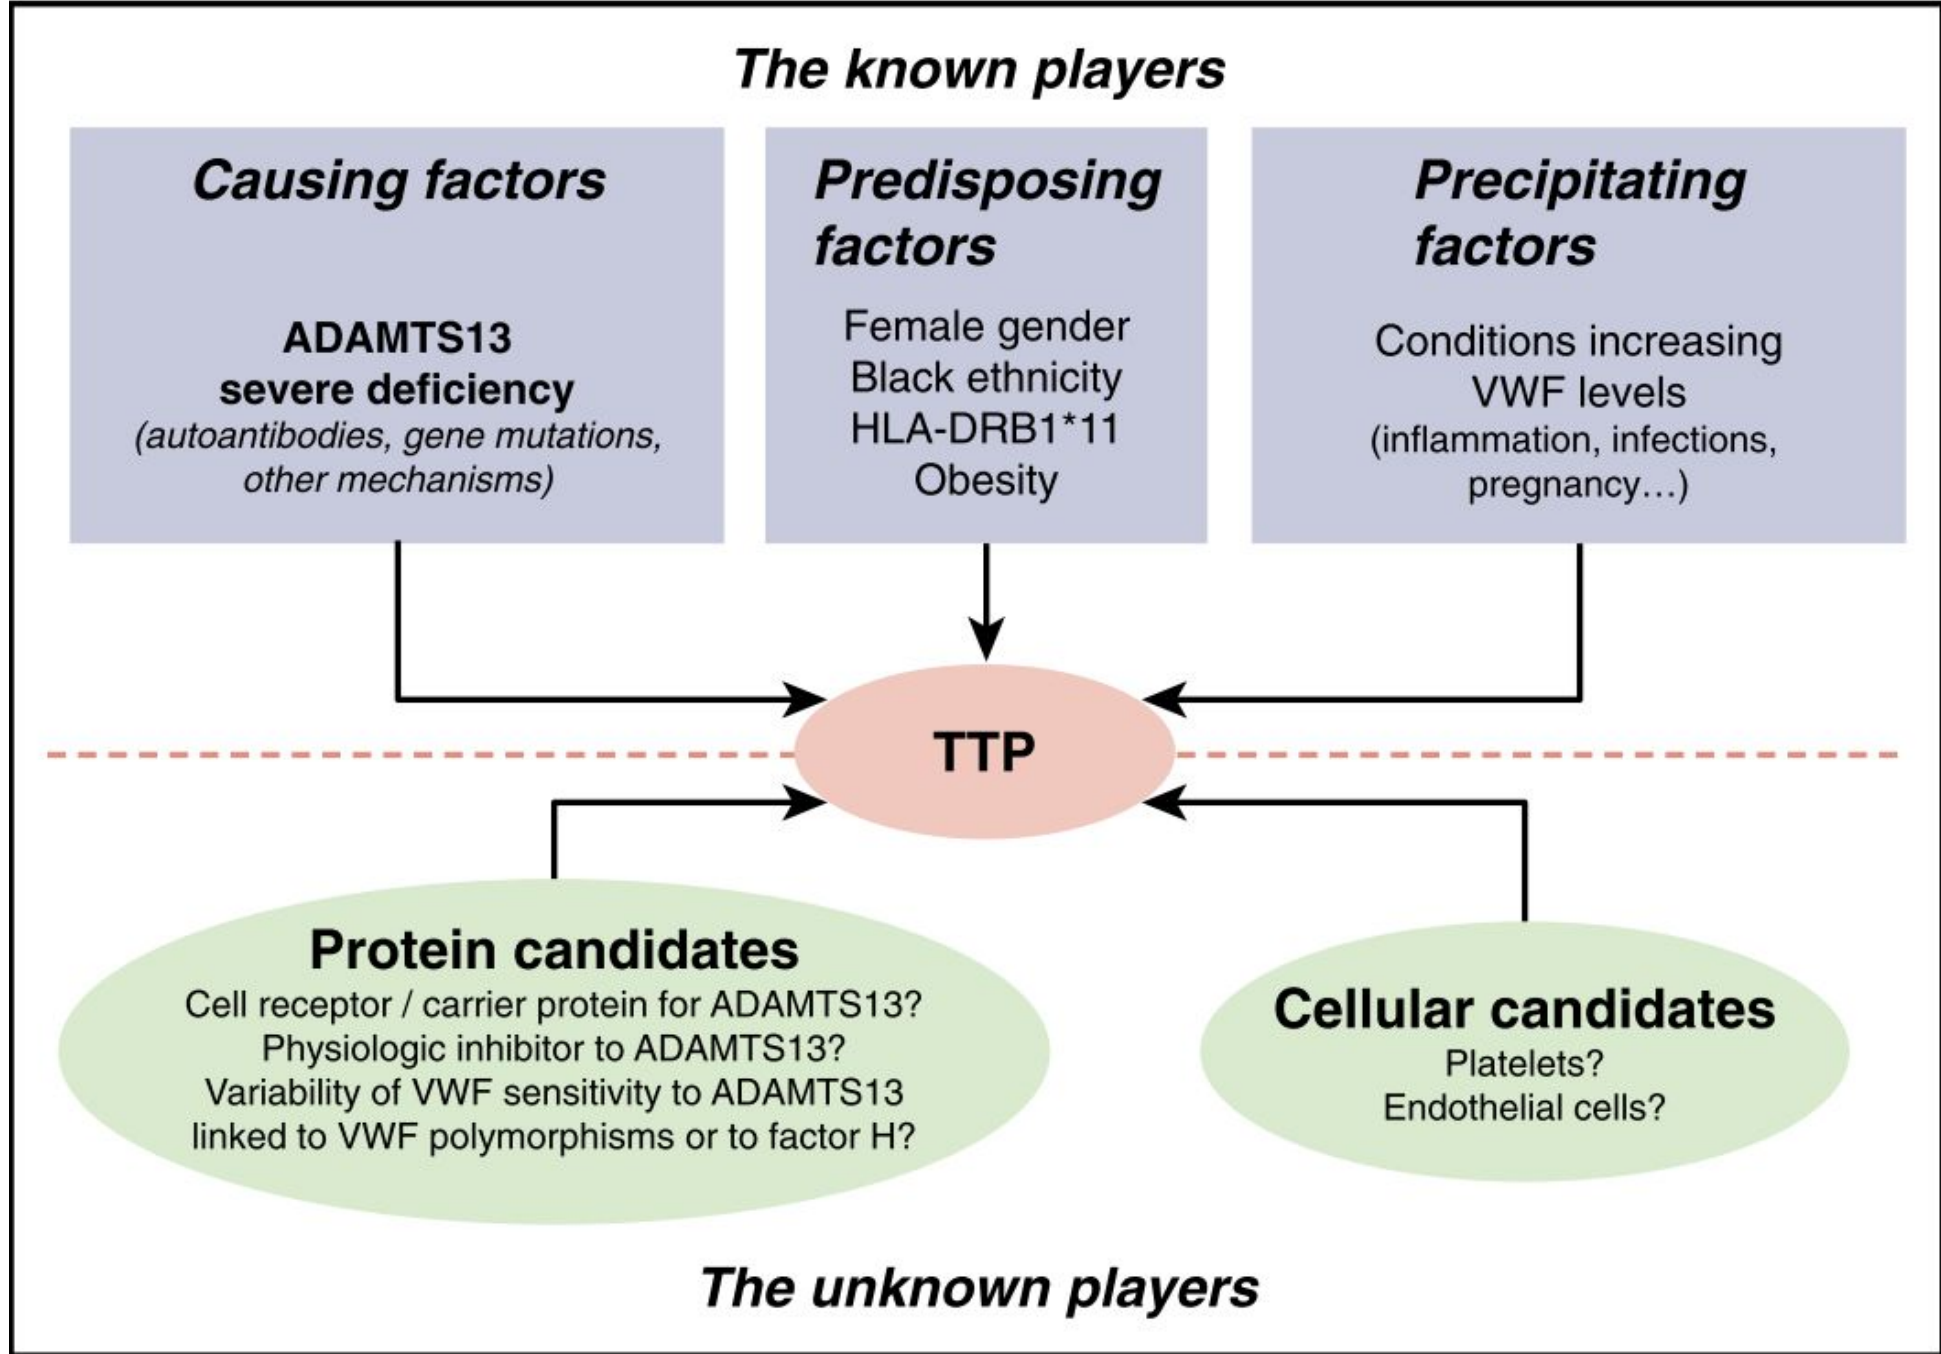 The known players
Causing factors
ADAMTS13
severe deficiency
(autoantibodies, gene mutations,
other mechanisms)
Predisposing
factors
Female gender
Black ethnicity
HLA-DRB1*11
Obesity
Precipitating
factors
Conditions increasing
VWF levels
(inflammation, infections,
pregnancy…)
TTP
Protein candidates
Cell receptor / carrier protein for ADAMTS13?
Physiologic inhibitor to ADAMTS13?
Variability of VWF sensitivity to ADAMTS13
linked to VWF polymorphisms or to factor H?
Cellular candidates
Platelets?
Endothelial cells?
The unknown players